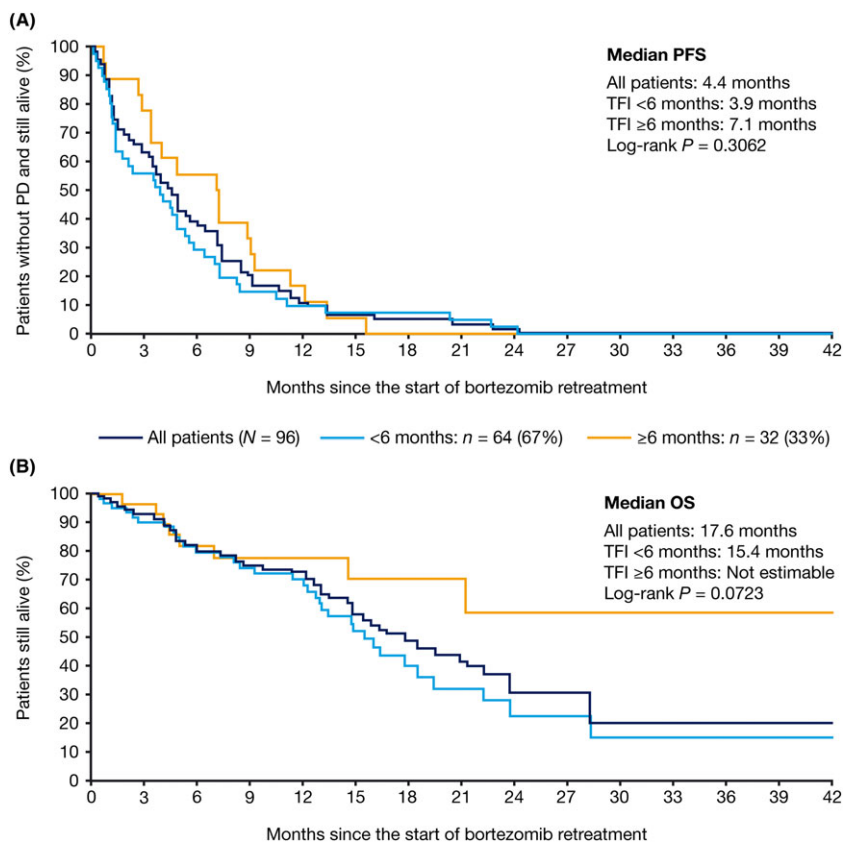 (A)
Patients without PD and still alive (%)
100
90
80
70
60
50
40
30
20
10
0
0 3 6 9 12 15 18 21 24 27 30 33 36 39 42
Months since the start of bortezomib retreatment
Median PFS
All patients: 4.4 months
TFI <6 months: 3.9 months
TFI ≥6 months: 7.1 months
Log-rank P = 0.3062
All patients (N = 96) <6 months: n = 64 (67%) ≥6 months: n = 32 (33%)
(B)
Patients still alive (%)
100
90
80
70
60
50
40
30
20
10
0
0 3 6 9 12 15 18 21 24 27 30 33 36 39 42
Months since the start of bortezomib retreatment
Median OS
All patients: 17.6 months
TFI <6 months: 15.4 months
TFI ≥6 months: Not estimable
Log-rank P = 0.0723